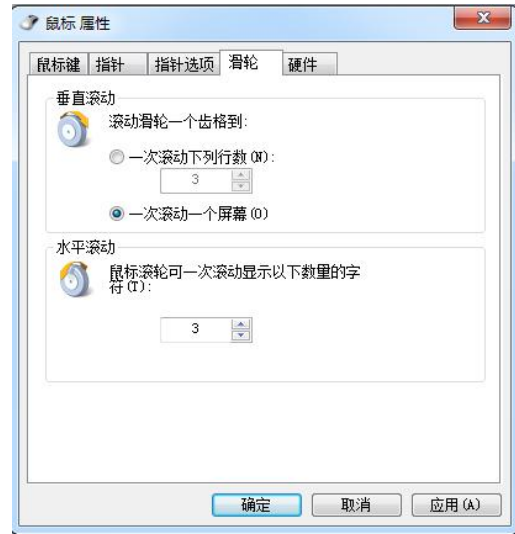 鼠标 属性
鼠标键 指针 指针选项 滑轮 硬件
垂直滚动
滚动滑轮一个齿格到:
一次滚动下列行数(N):
3
一次滚动一个屏幕(O)
水平滚动
鼠标滚轮可一次滚动显示以下数量的字
符(T):
3
确定 取消 应用(A)